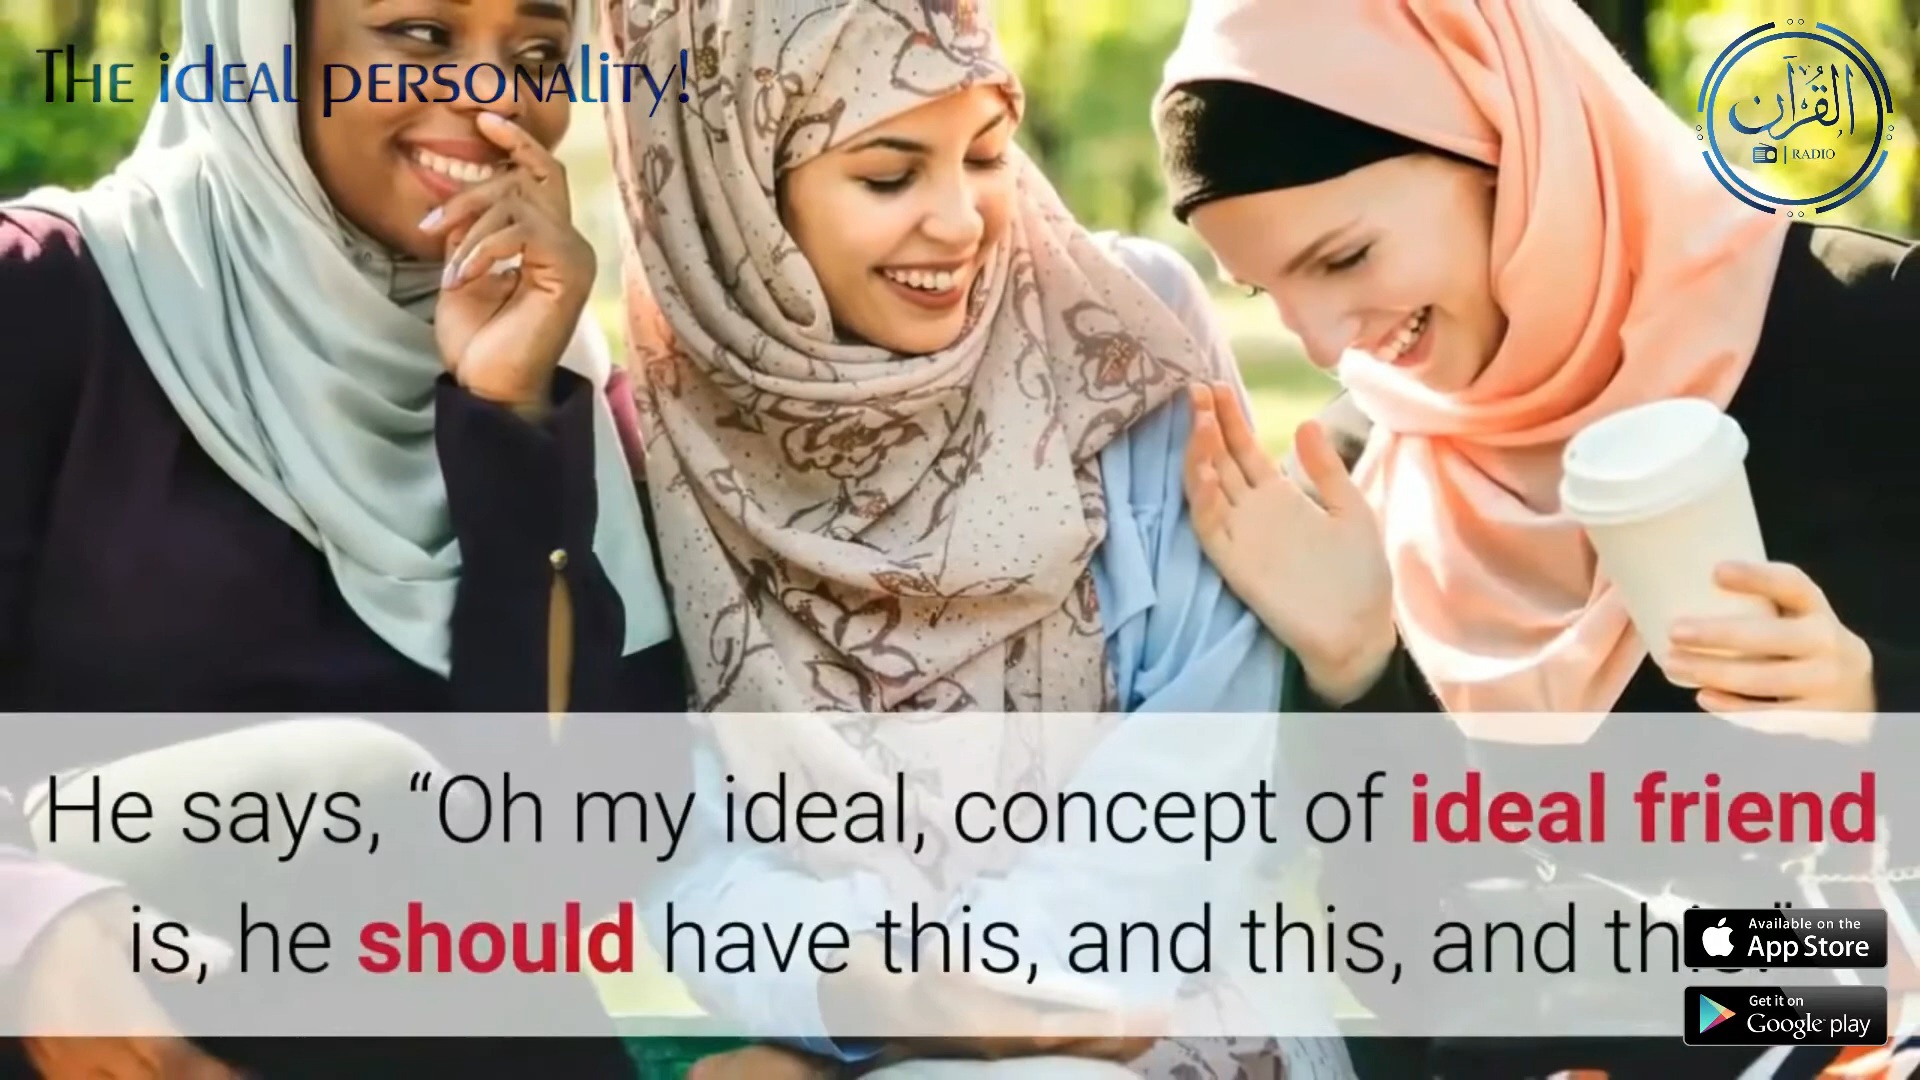 The ideal personality!
القرآن
| RADIO
He says, “Oh my ideal, concept of ideal friend
is, he should have this, and this, and this.”
Available on the
App Store
Get it on
Google play